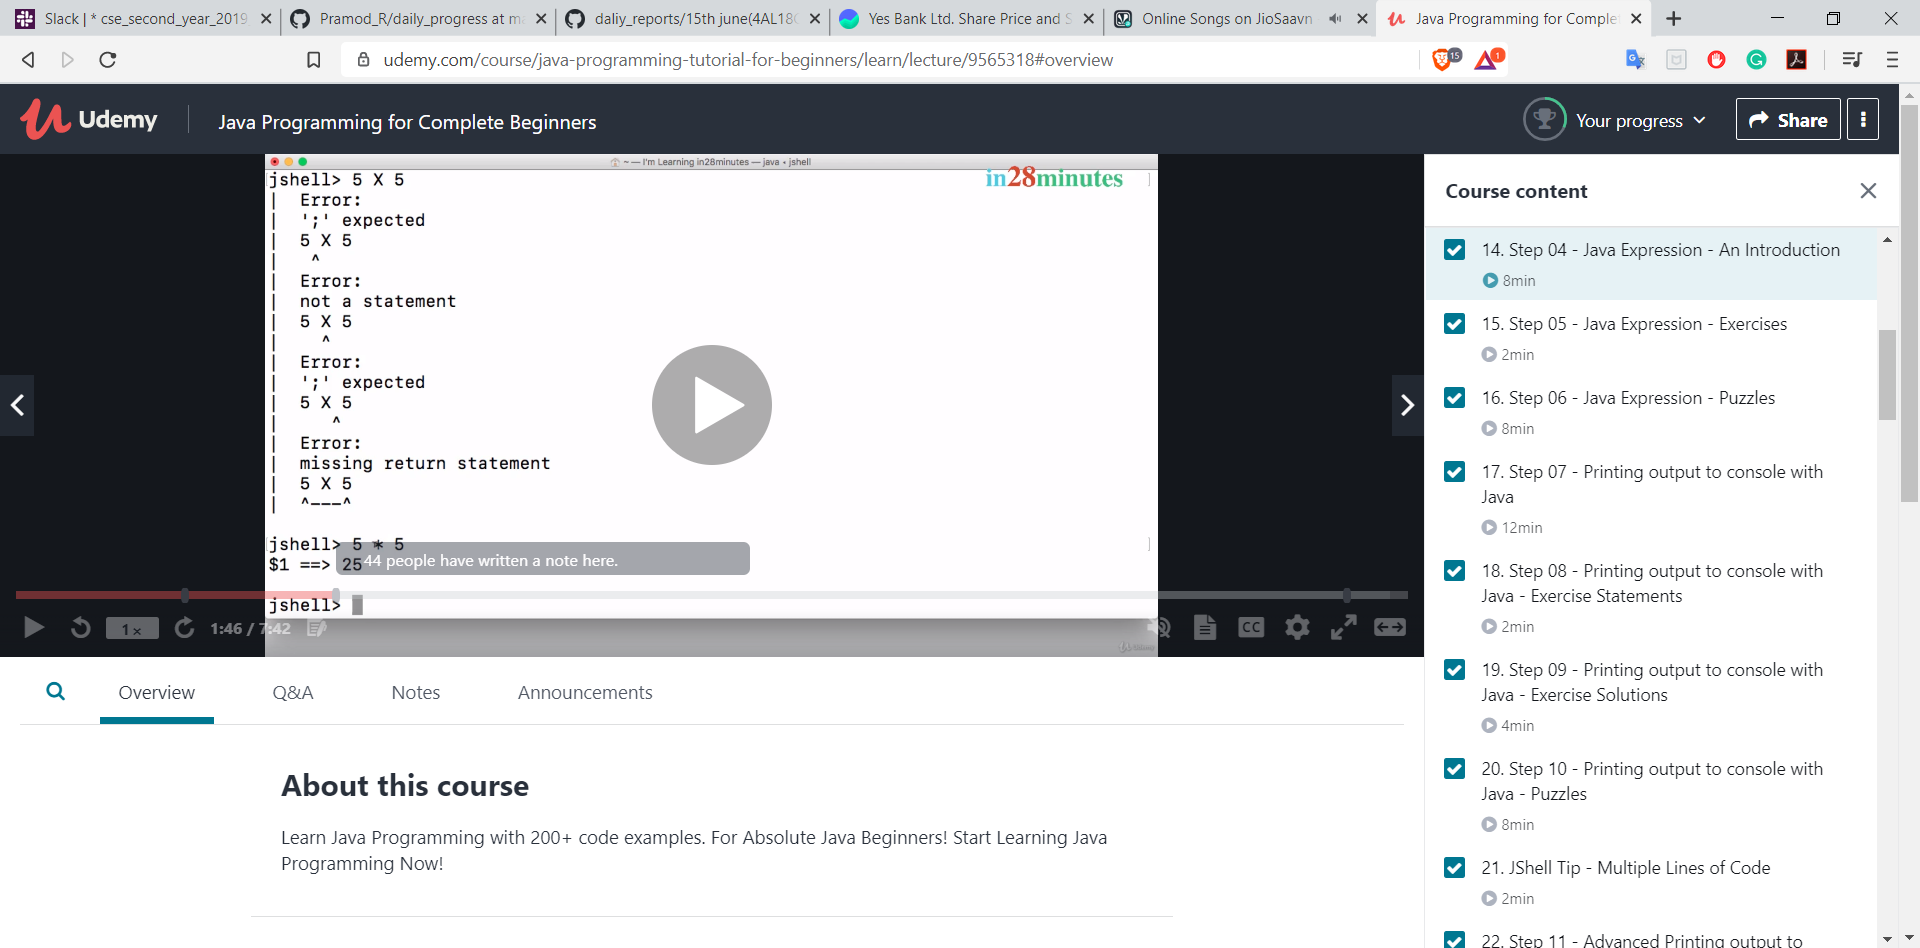 Slack | * cse_second_year_2019
Pramod_R/daily_progress at ma
daliy_reports/15th june(4AL18C
Yes Bank Ltd. Share Price and S
Online Songs on JioSaavn
Java Programming for Complet
udemy.com/course/java-programming-tutorial-for-beginners/learn/lecture/9565318#overview
15
1
Udemy
Java Programming for Complete Beginners
Your progress
Share
~ — I'm Learning in28minutes — java • jshell
in28minutes
jshell> 5 X 5
| Error:
| ';' expected
| 5 X 5
| ^
| Error:
| not a statement
| 5 X 5
| ^
| Error:
| ';' expected
| 5 X 5
| ^
| Error:
| missing return statement
| 5 X 5
| ^---^
jshell> 5 * 5
$1 ==> 25
44 people have written a note here.
jshell>
1x
1:46 / 7:42
CC
Udemy
Course content
14. Step 04 - Java Expression - An Introduction
8min
15. Step 05 - Java Expression - Exercises
2min
16. Step 06 - Java Expression - Puzzles
8min
17. Step 07 - Printing output to console with
Java
12min
18. Step 08 - Printing output to console with
Java - Exercise Statements
2min
19. Step 09 - Printing output to console with
Java - Exercise Solutions
4min
20. Step 10 - Printing output to console with
Java - Puzzles
8min
21. JShell Tip - Multiple Lines of Code
2min
22. Step 11 - Advanced Printing output to
Overview
Q&A
Notes
Announcements
About this course
Learn Java Programming with 200+ code examples. For Absolute Java Beginners! Start Learning Java
Programming Now!